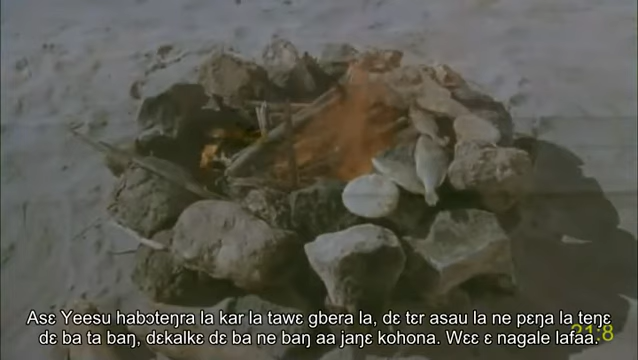 Asɛ Yeesu habɔteŋra la kar la tawɛ gbera la, dɛ tɛr asau la ne pɛŋa la teŋɛ
dɛ ba ta baŋ, dɛkalkɛ dɛ ba ne baŋ aa jaŋɛ kohona. Wɛɛ ɛ nagale lafaa.
21:8